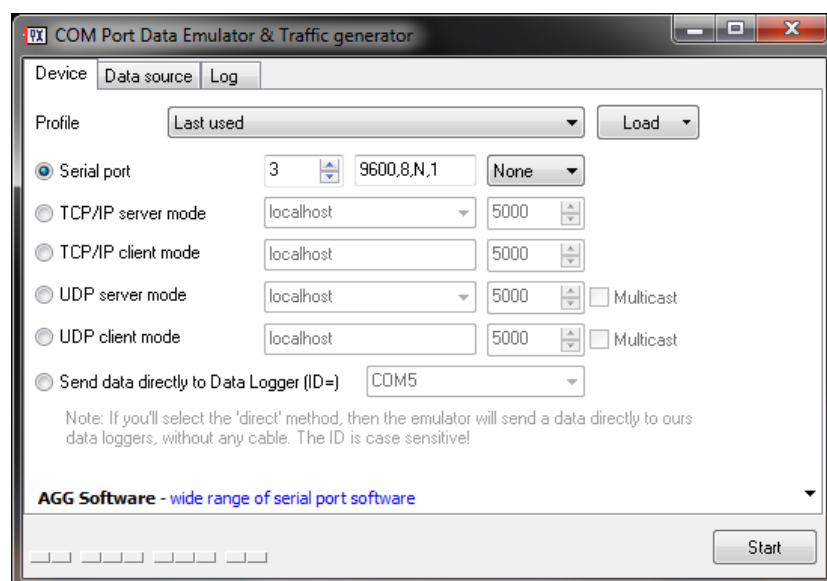 COM Port Data Emulator & Traffic generator
Device Data source Log
Profile Last used Load
Serial port 3 9600,8,N,1 None
TCP/IP server mode localhost 5000
TCP/IP client mode localhost 5000
UDP server mode localhost 5000 Multicast
UDP client mode localhost 5000 Multicast
Send data directly to Data Logger (ID=) COM5
Note: If you'll select the 'direct' method, then the emulator will send a data directly to ours
data loggers, without any cable. The ID is case sensitive!
AGG Software - wide range of serial port software
Start